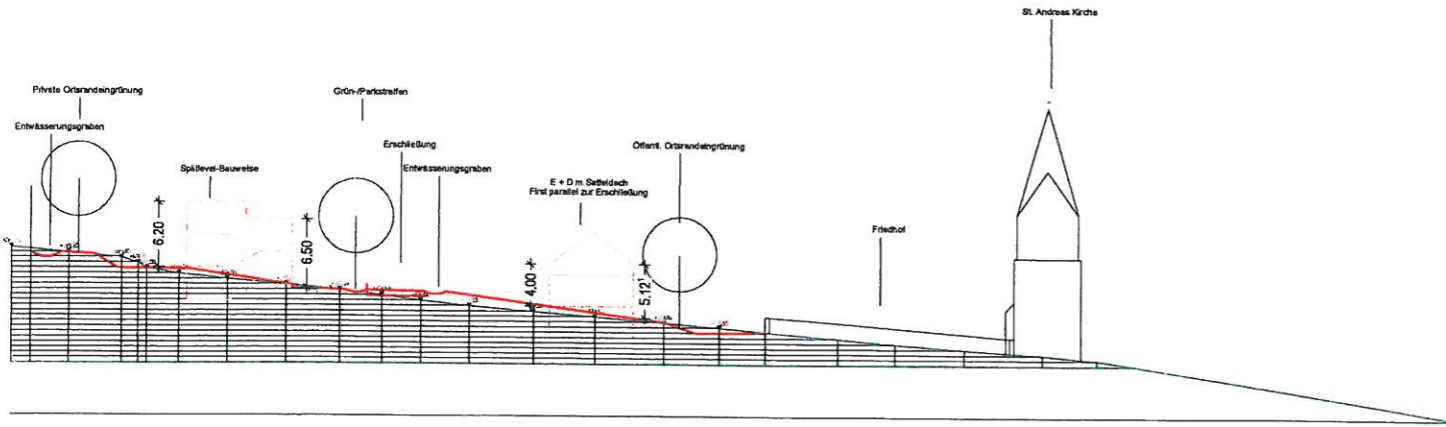 St. Andreas Kirche
Private Ortsrandeingrünung
Grün-/Parkstreifen
Entwässerungsgraben
Erschließung
Öffentl. Ortsrandeingrünung
Splitlevel-Bauweise
Entwässerungsgraben
E + D m. Satteldach
First parallel zur Erschließung
Friedhof
6,20
6,50
4,00
5,12¹